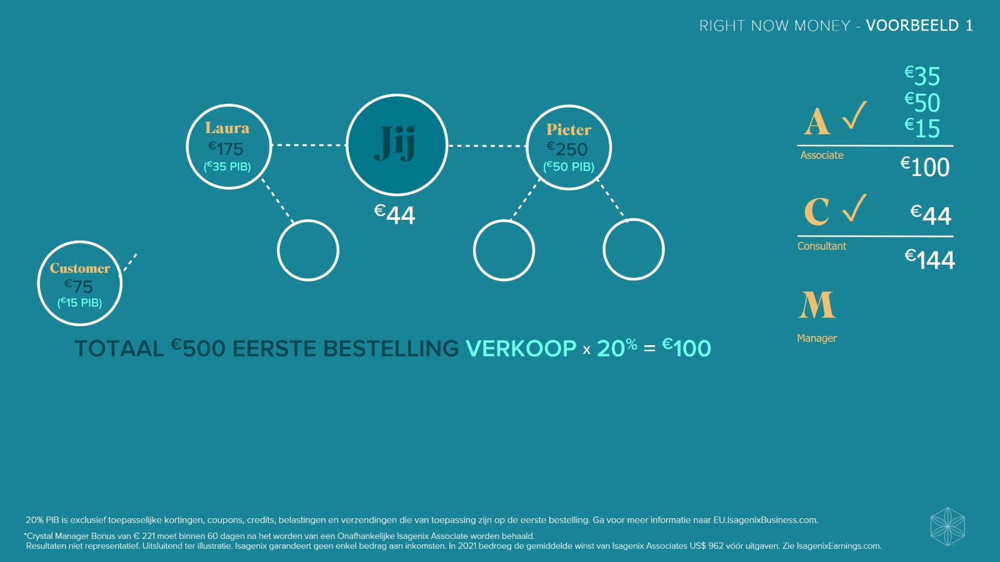 RIGHT NOW MONEY - VOORBEELD 1
Laura
€175
(€35 PIB)
Jij
€44
Pieter
€250
(€50 PIB)
Customer
€75
(€15 PIB)
€35
€50
€15
A ✓
Associate
€100
C ✓ €44
Consultant
€144
M
Manager
TOTAAL €500 EERSTE BESTELLING VERKOOP x 20% = €100
20% PIB is exclusief toepasselijke kortingen, coupons, credits, belastingen en verzendingen die van toepassing zijn op de eerste bestelling. Ga voor meer informatie naar EU.IsagenixBusiness.com.
*Crystal Manager Bonus van € 221 moet binnen 60 dagen na het worden van een Onafhankelijke Isagenix Associate worden behaald.
Resultaten niet representatief. Uitsluitend ter illustratie. Isagenix garandeert geen enkel bedrag aan inkomsten. In 2021 bedroeg de gemiddelde winst van Isagenix Associates US$ 962 vóór uitgaven. Zie IsagenixEarnings.com.